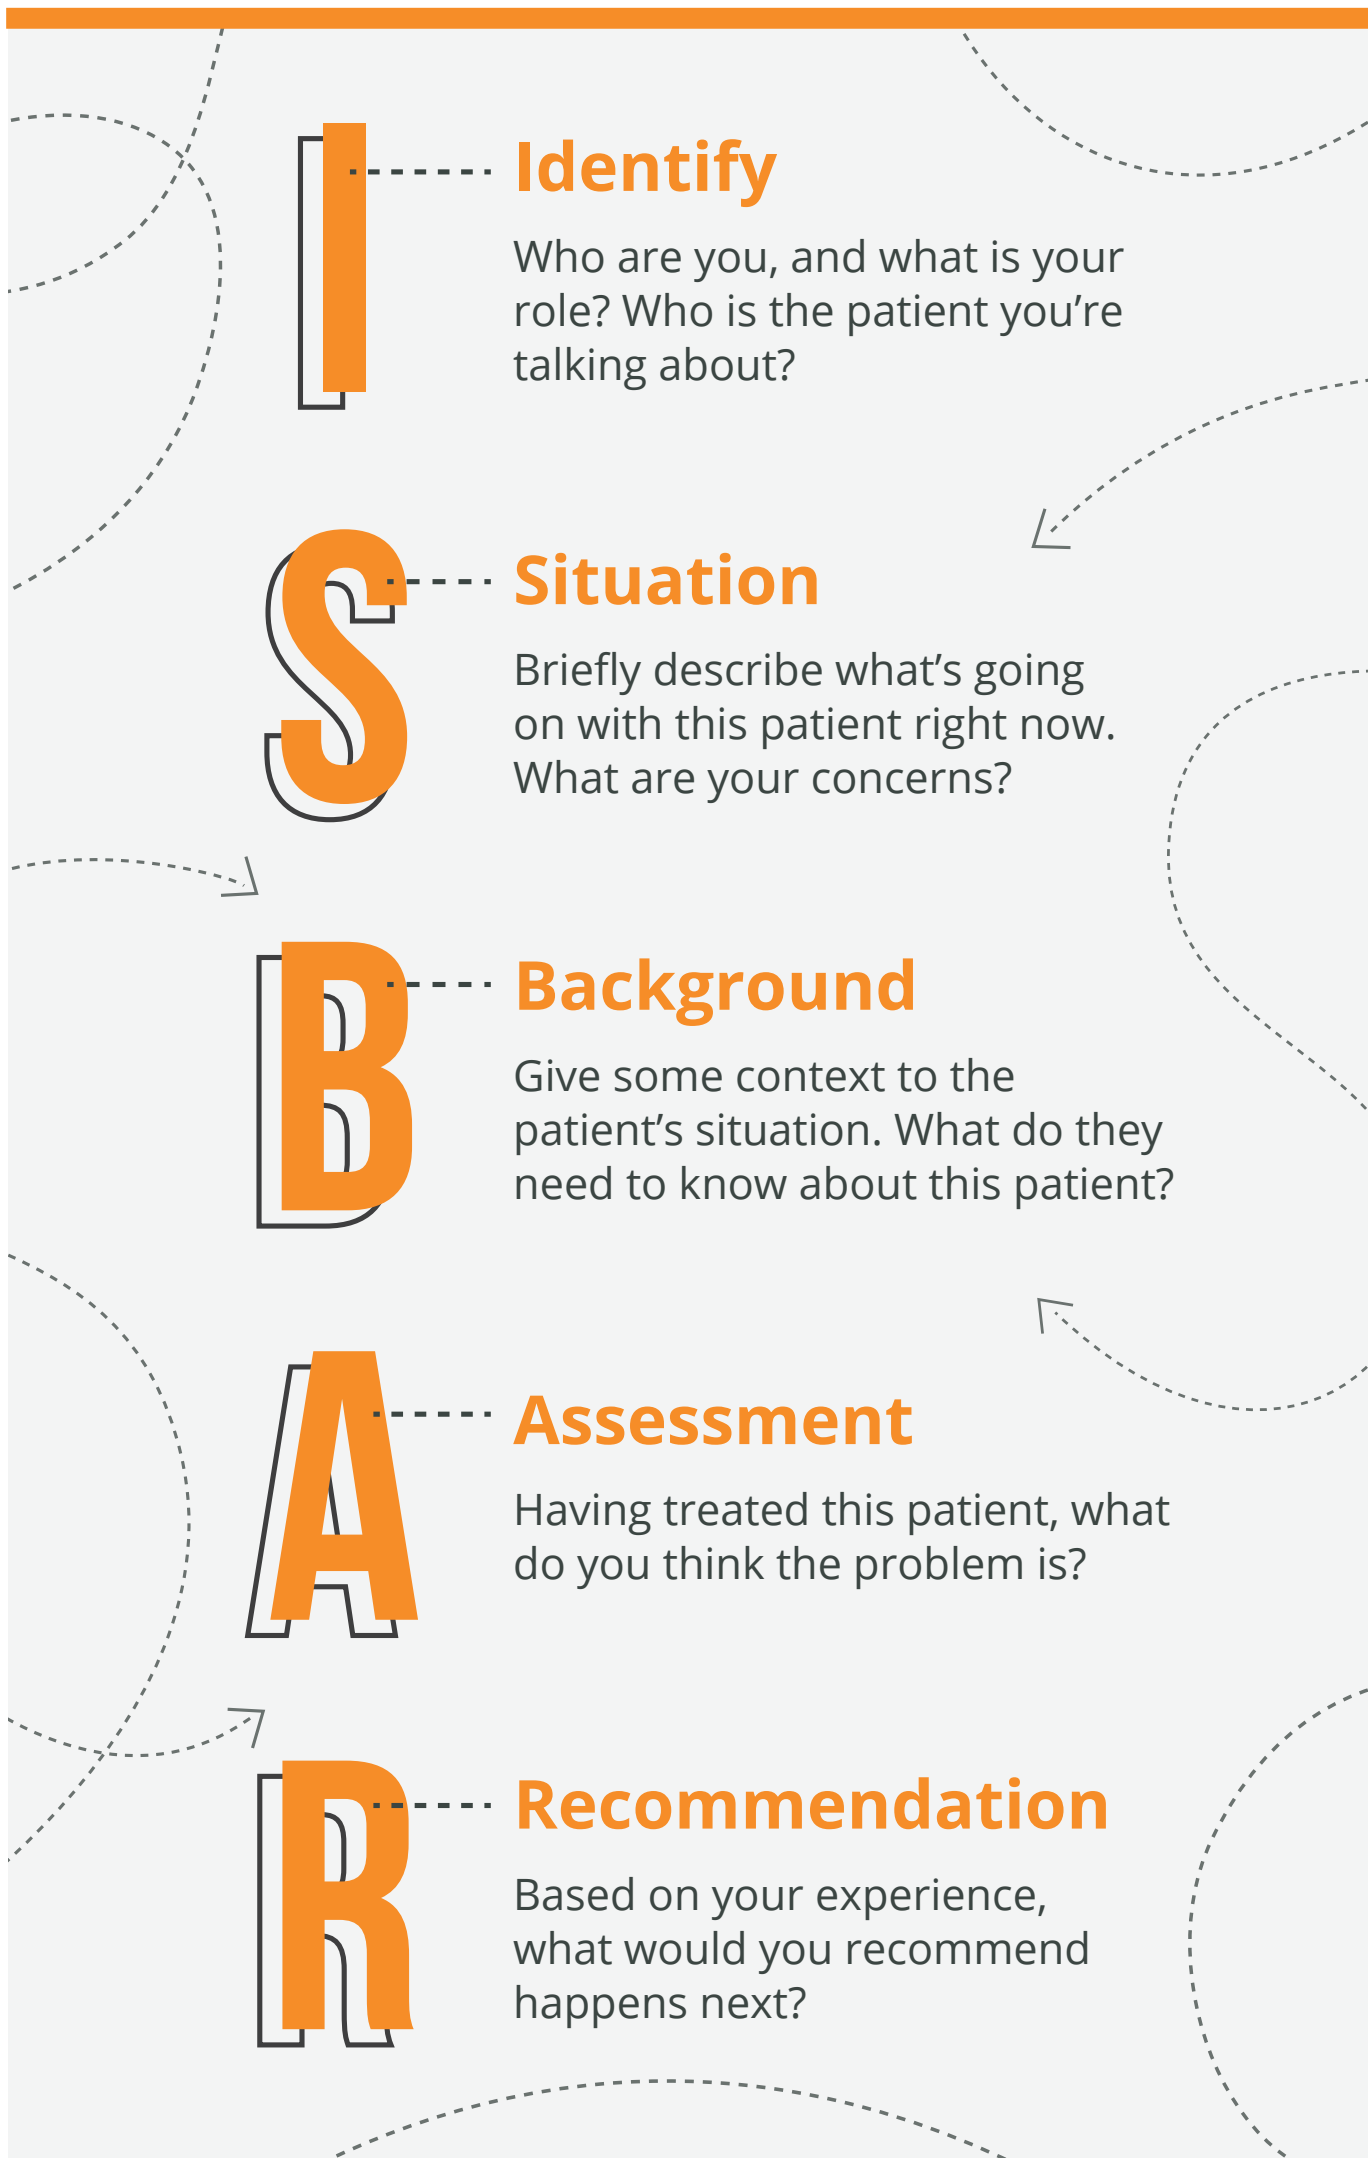 I
Identify
Who are you, and what is your
role? Who is the patient you’re
talking about?
S
Situation
Briefly describe what’s going
on with this patient right now.
What are your concerns?
B
Background
Give some context to the
patient’s situation. What do they
need to know about this patient?
A
Assessment
Having treated this patient, what
do you think the problem is?
R
Recommendation
Based on your experience,
what would you recommend
happens next?